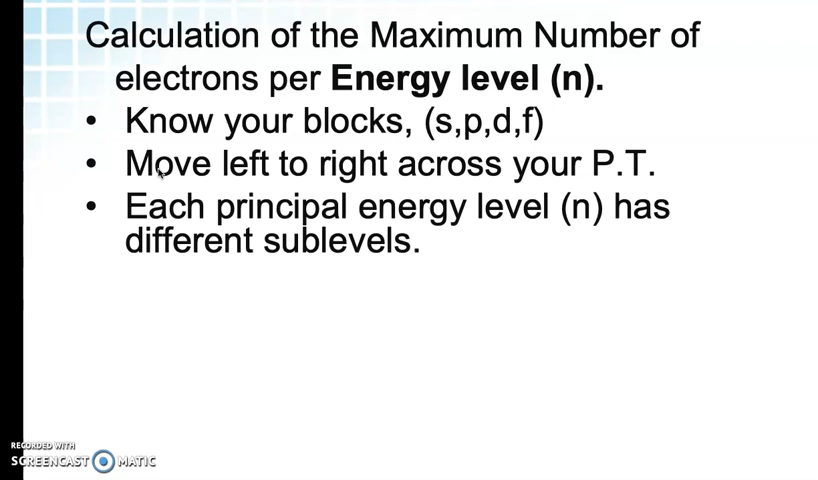 Calculation of the Maximum Number of
electrons per Energy level (n).
• Know your blocks, (s,p,d,f)
• Move left to right across your P.T.
• Each principal energy level (n) has
different sublevels.
RECORDED WITH
SCREENCAST MATIC